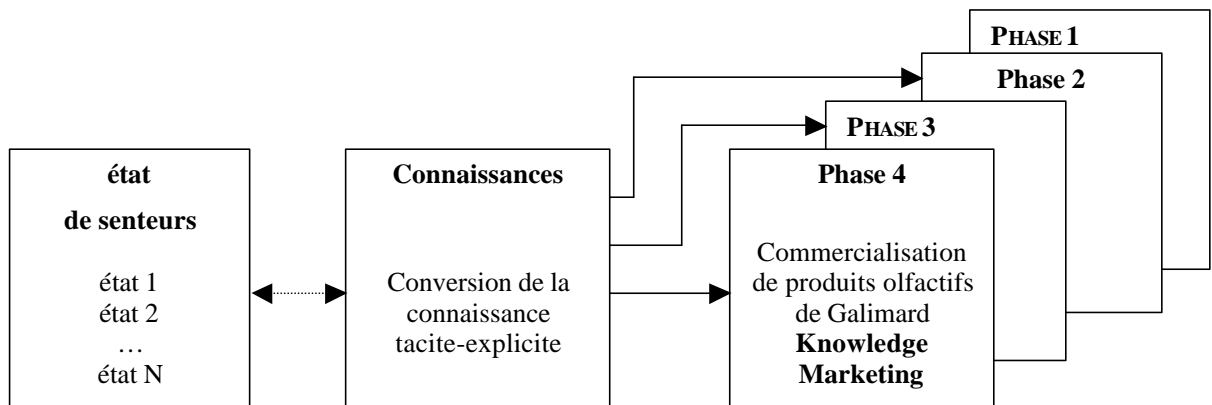 état
de senteurs
état 1
état 2
…
état N
Connaissances
Conversion de la
connaissance
tacite-explicite
PHASE 1
Phase 2
PHASE 3
Phase 4
Commercialisation
de produits olfactifs
de Galimard
Knowledge
Marketing